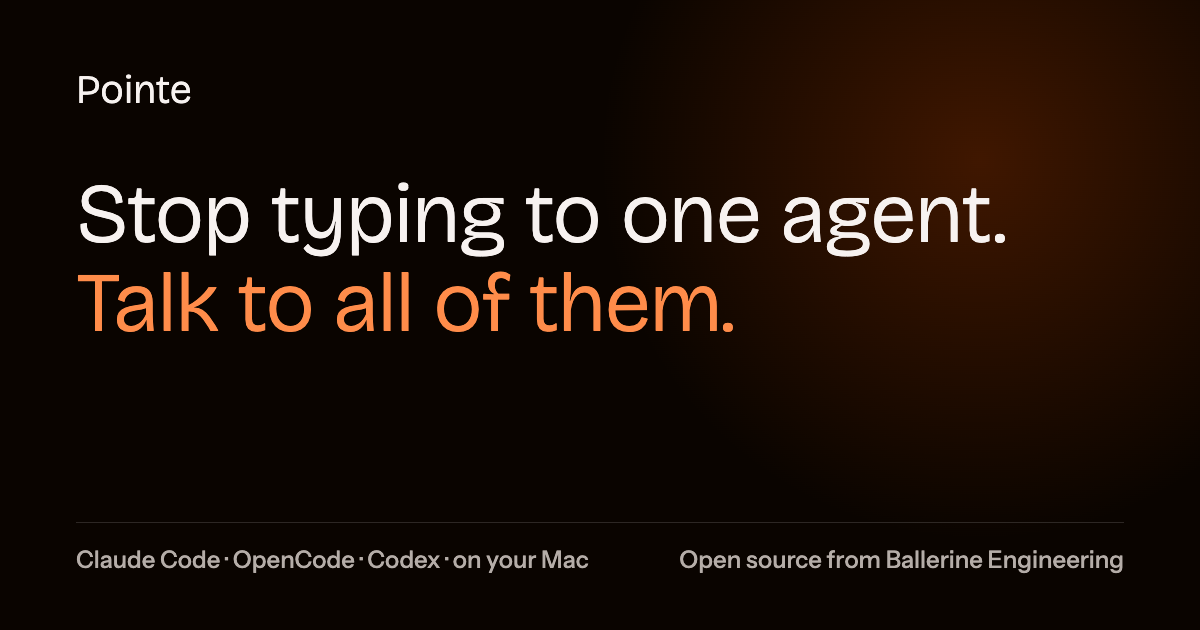 Pointe
Stop typing to one agent.
Talk to all of them.
Claude Code · OpenCode · Codex · on your Mac
Open source from Ballerine Engineering